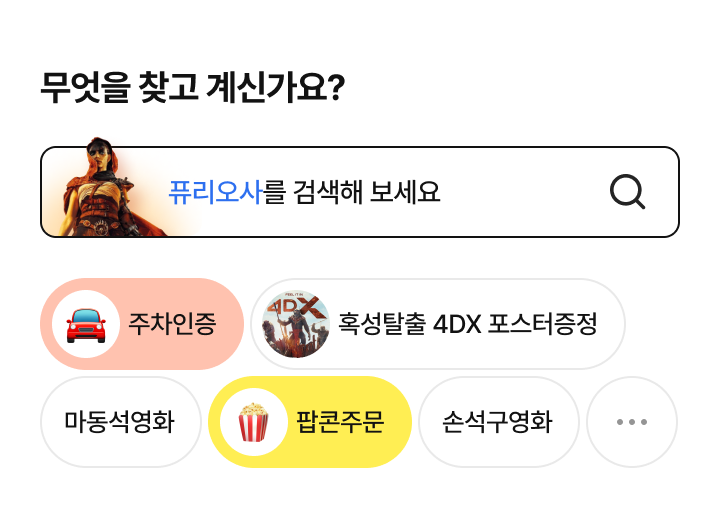 무엇을 찾고 계신가요?
퓨리오사를 검색해 보세요
4DX
주차인증
혹성탈출 4DX 포스터증정
마동석영화
팝콘주문
손석구영화